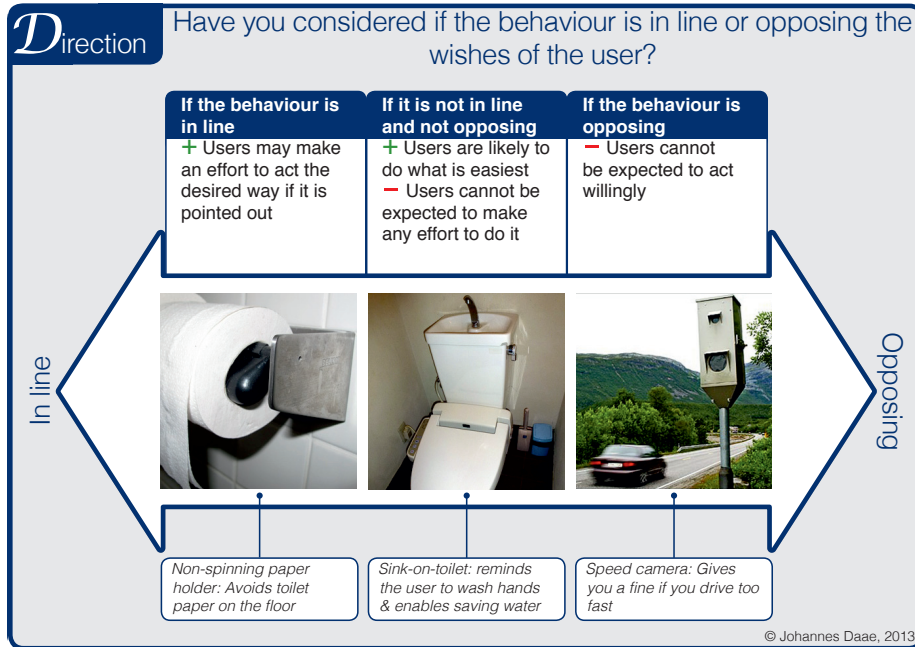 Direction
Have you considered if the behaviour is in line or opposing the
wishes of the user?
If the behaviour is
in line
+ Users may make
an effort to act the
desired way if it is
pointed out
If it is not in line
and not opposing
+ Users are likely to
do what is easiest
− Users cannot be
expected to make
any effort to do it
If the behaviour is
opposing
− Users cannot
be expected to act
willingly
In line
Opposing
Non-spinning paper
holder: Avoids toilet
paper on the floor
Sink-on-toilet: reminds
the user to wash hands
& enables saving water
Speed camera: Gives
you a fine if you drive too
fast
© Johannes Daae, 2013